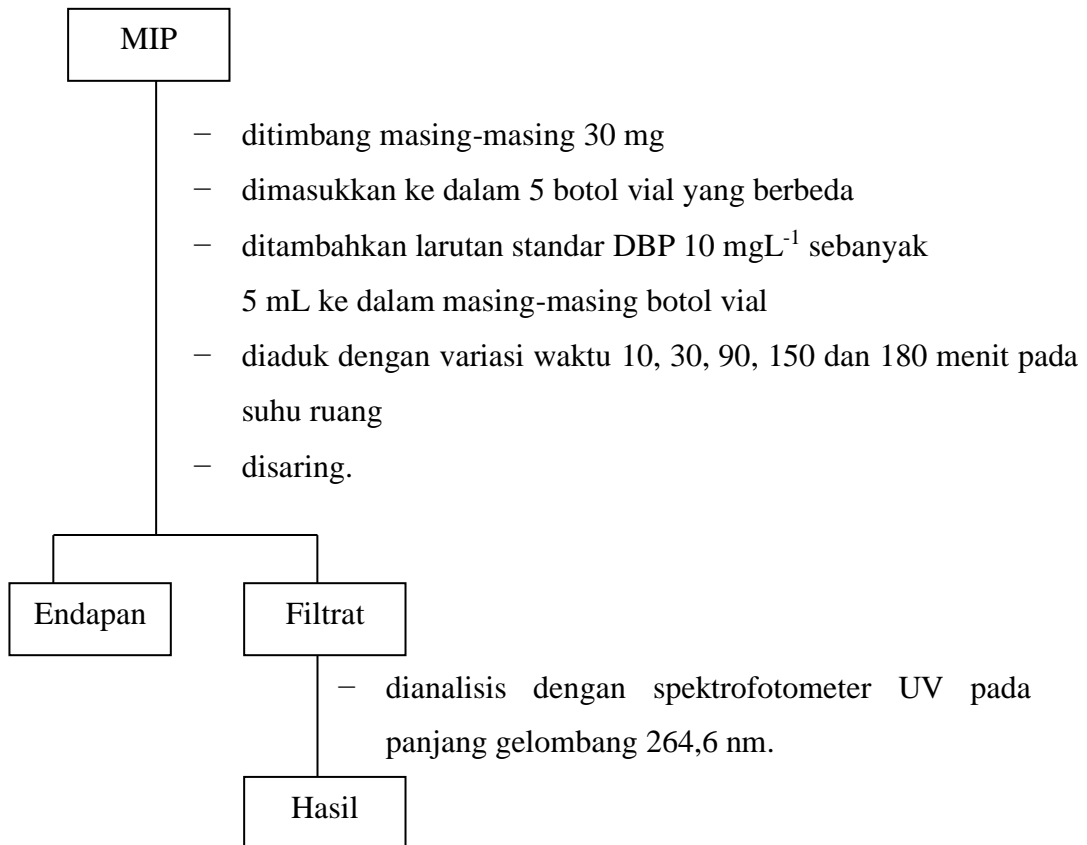 MIP
− ditimbang masing-masing 30 mg
− dimasukkan ke dalam 5 botol vial yang berbeda
− ditambahkan larutan standar DBP 10 mgL⁻¹ sebanyak
5 mL ke dalam masing-masing botol vial
− diaduk dengan variasi waktu 10, 30, 90, 150 dan 180 menit pada
suhu ruang
− disaring.
Endapan
Filtrat
− dianalisis dengan spektrofotometer UV pada
panjang gelombang 264,6 nm.
Hasil